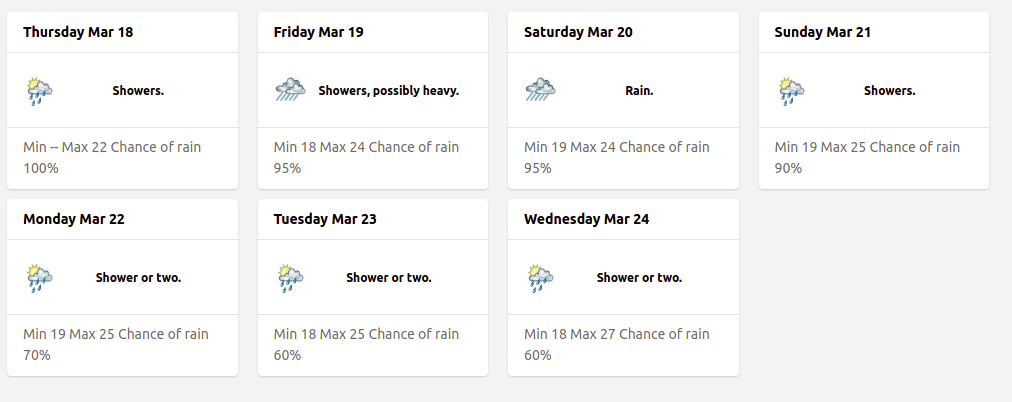 Thursday Mar 18
Showers.
Min -- Max 22 Chance of rain
100%
Friday Mar 19
Showers, possibly heavy.
Min 18 Max 24 Chance of rain
95%
Saturday Mar 20
Rain.
Min 19 Max 24 Chance of rain
95%
Sunday Mar 21
Showers.
Min 19 Max 25 Chance of rain
90%
Monday Mar 22
Shower or two.
Min 19 Max 25 Chance of rain
70%
Tuesday Mar 23
Shower or two.
Min 18 Max 25 Chance of rain
60%
Wednesday Mar 24
Shower or two.
Min 18 Max 27 Chance of rain
60%